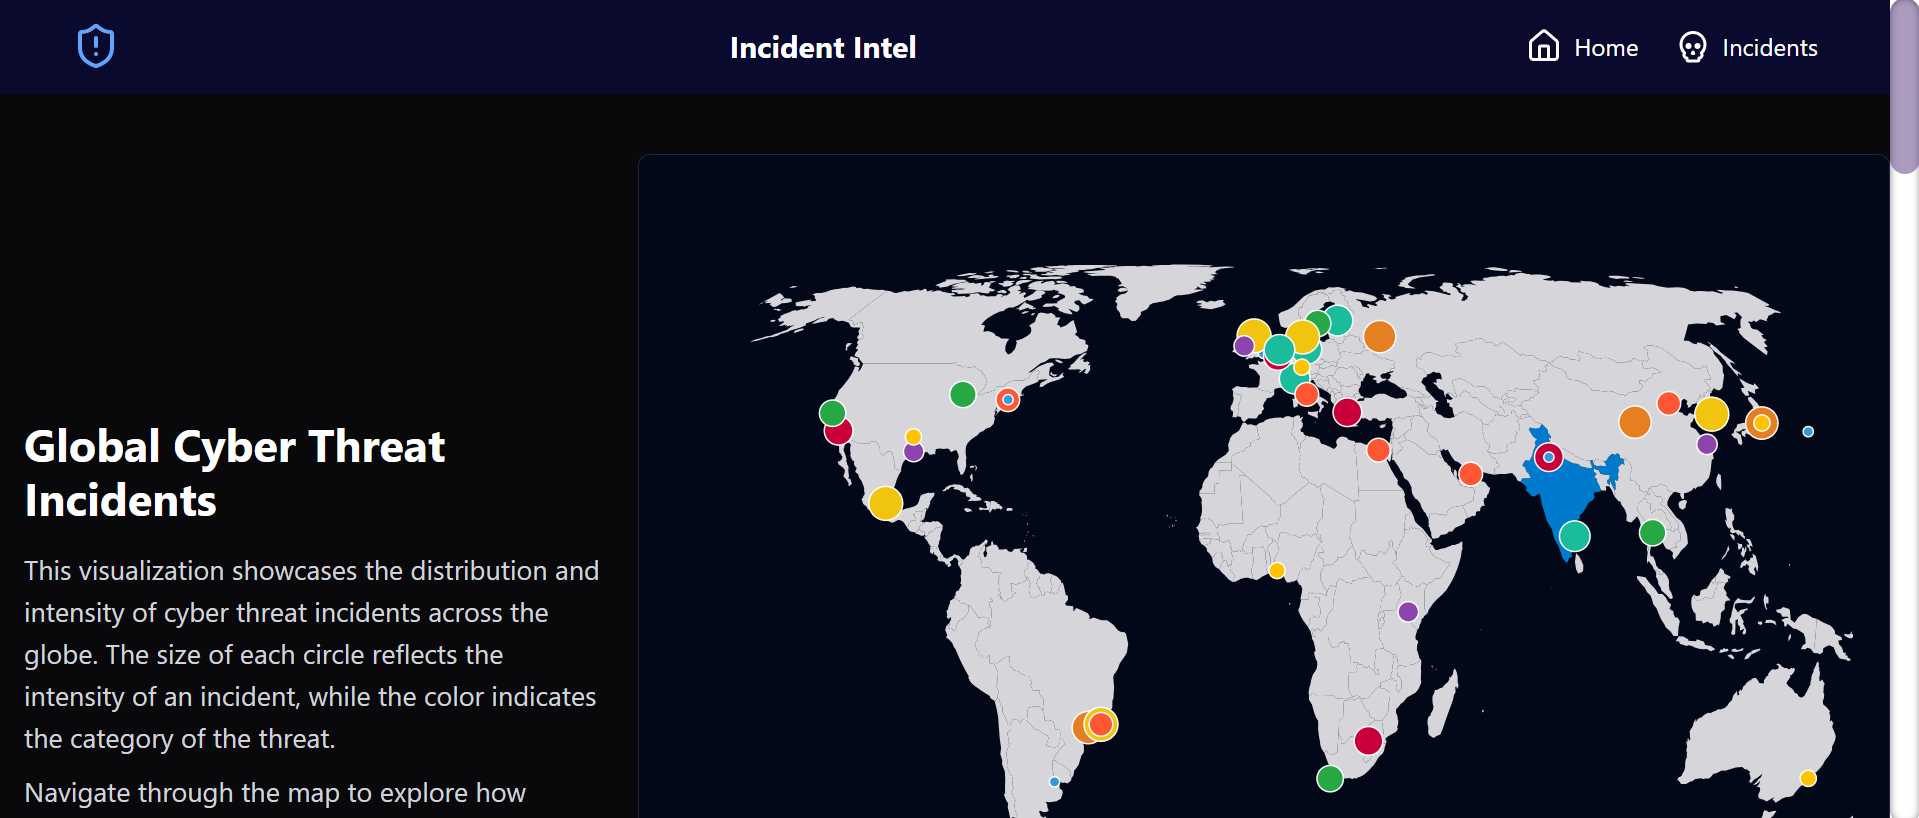 Incident Intel
Home
Incidents
Global Cyber Threat
Incidents
This visualization showcases the distribution and
intensity of cyber threat incidents across the
globe. The size of each circle reflects the
intensity of an incident, while the color indicates
the category of the threat.
Navigate through the map to explore how